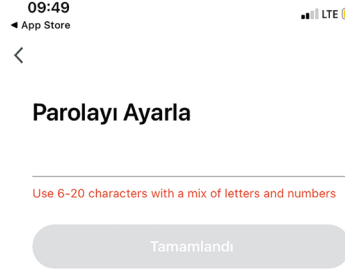 09:49
LTE
◀ App Store
Parolayı Ayarla
Use 6-20 characters with a mix of letters and numbers
Tamamlandı